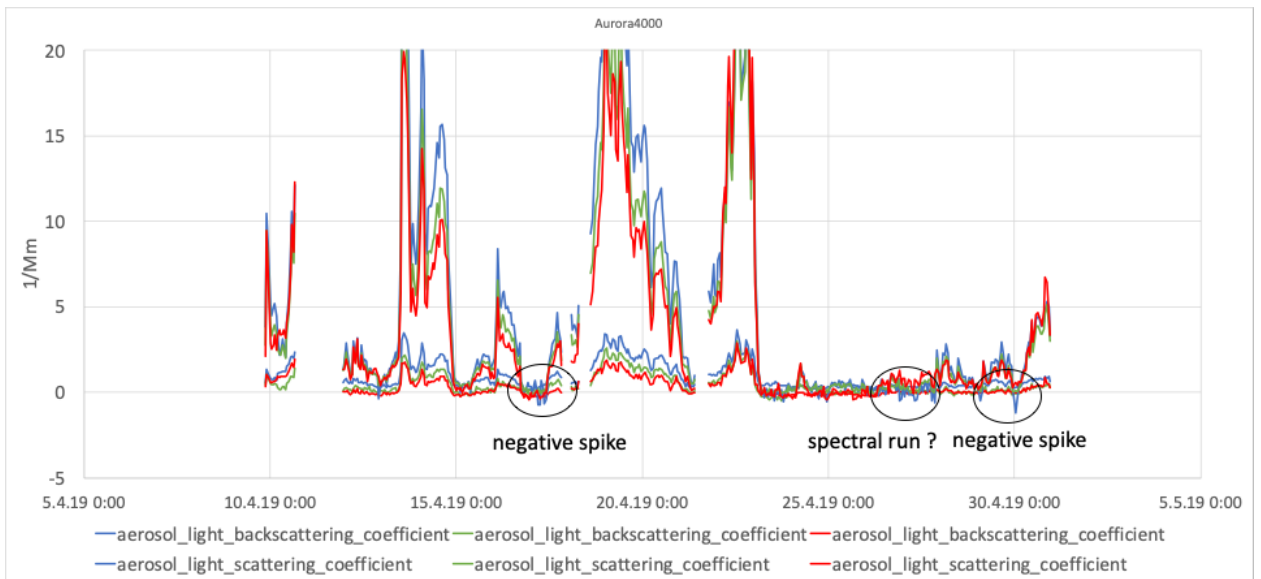 Aurora4000
20
15
10
5
0
-5
1/Mm
negative spike
spectral run ?
negative spike
5.4.19 0:00 10.4.19 0:00 15.4.19 0:00 20.4.19 0:00 25.4.19 0:00 30.4.19 0:00 5.5.19 0:00
aerosol_light_backscattering_coefficient aerosol_light_backscattering_coefficient aerosol_light_backscattering_coefficient
aerosol_light_scattering_coefficient aerosol_light_scattering_coefficient aerosol_light_scattering_coefficient